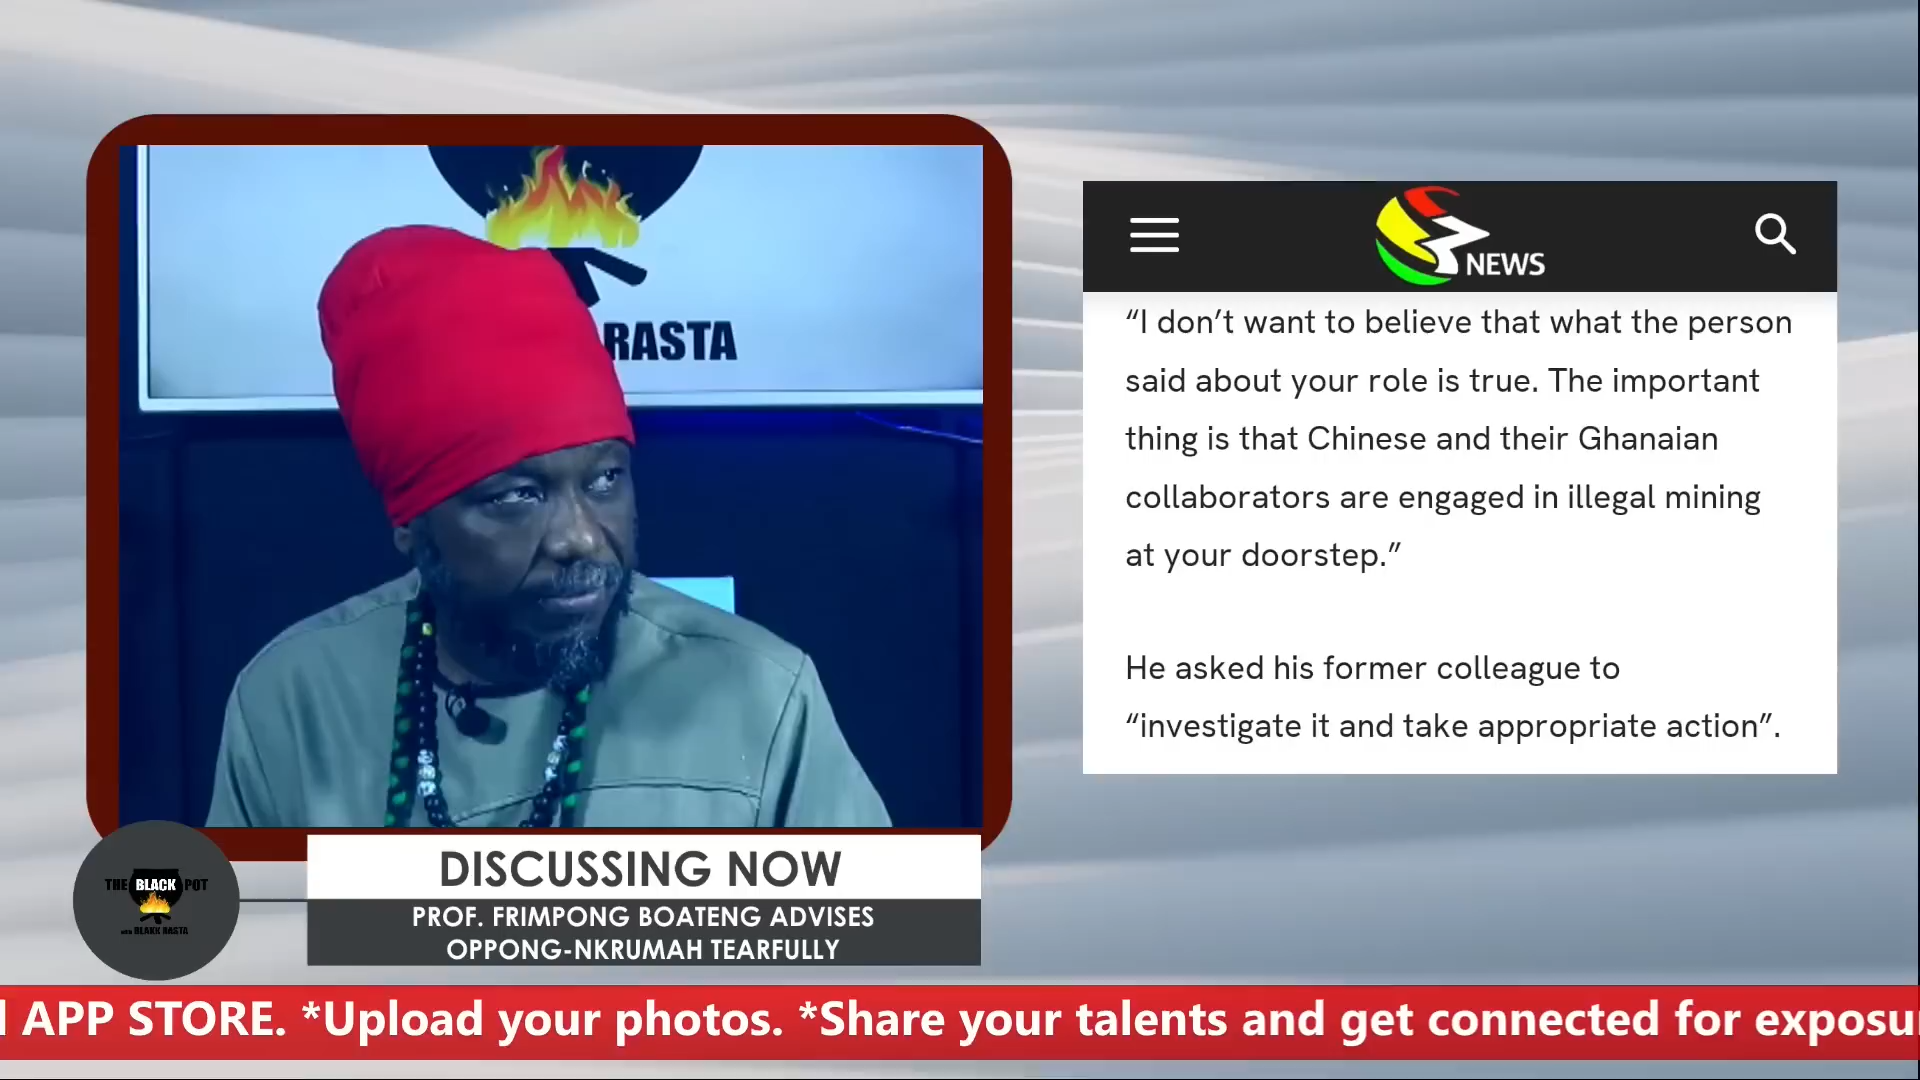 RASTA
NEWS
“I don’t want to believe that what the person
said about your role is true. The important
thing is that Chinese and their Ghanaian
collaborators are engaged in illegal mining
at your doorstep.”
He asked his former colleague to
“investigate it and take appropriate action”.
DISCUSSING NOW
PROF. FRIMPONG BOATENG ADVISES
OPPONG-NKRUMAH TEARFULLY
THE BLACK POT
WITH BLAKK RASTA
APP STORE. *Upload your photos. *Share your talents and get connected for